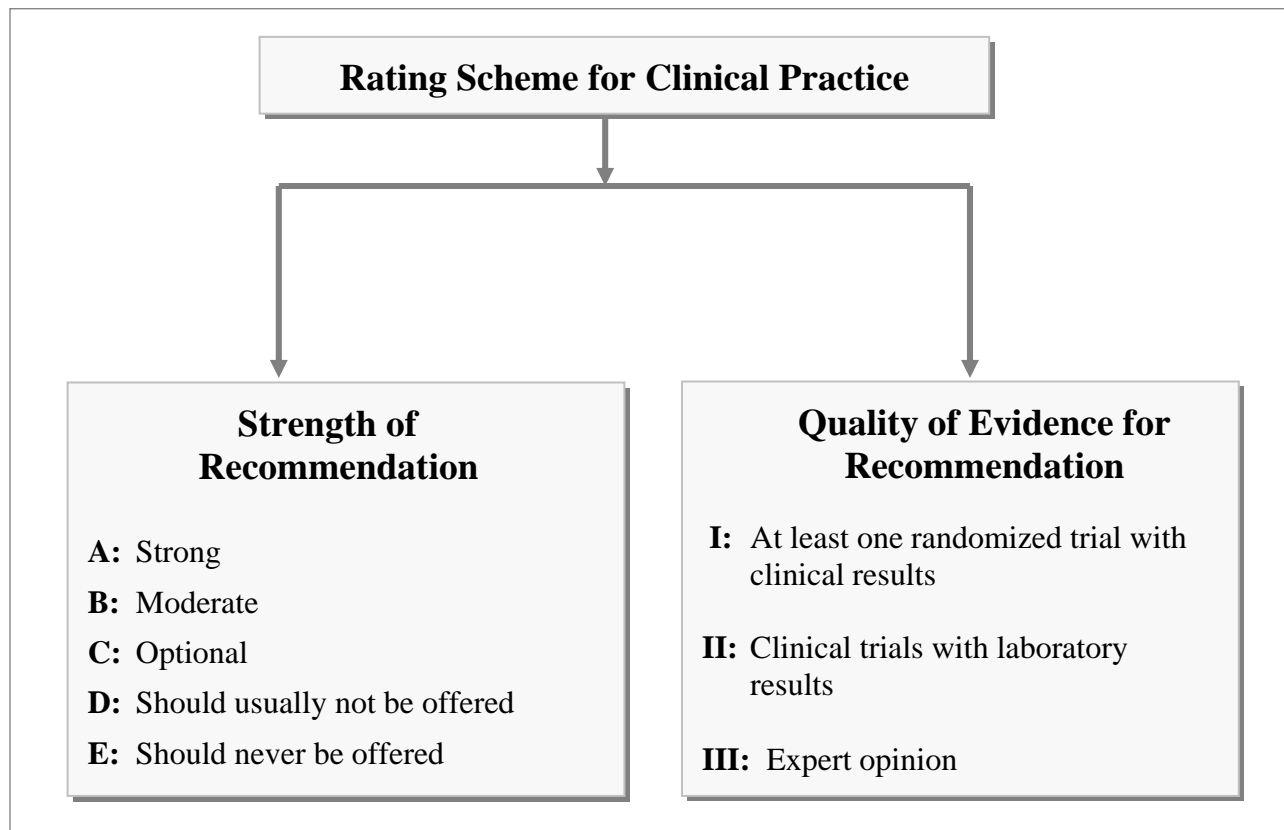 Rating Scheme for Clinical Practice
Strength of
Recommendation
A: Strong
B: Moderate
C: Optional
D: Should usually not be offered
E: Should never be offered
Quality of Evidence for
Recommendation
I: At least one randomized trial with
clinical results
II: Clinical trials with laboratory
results
III: Expert opinion